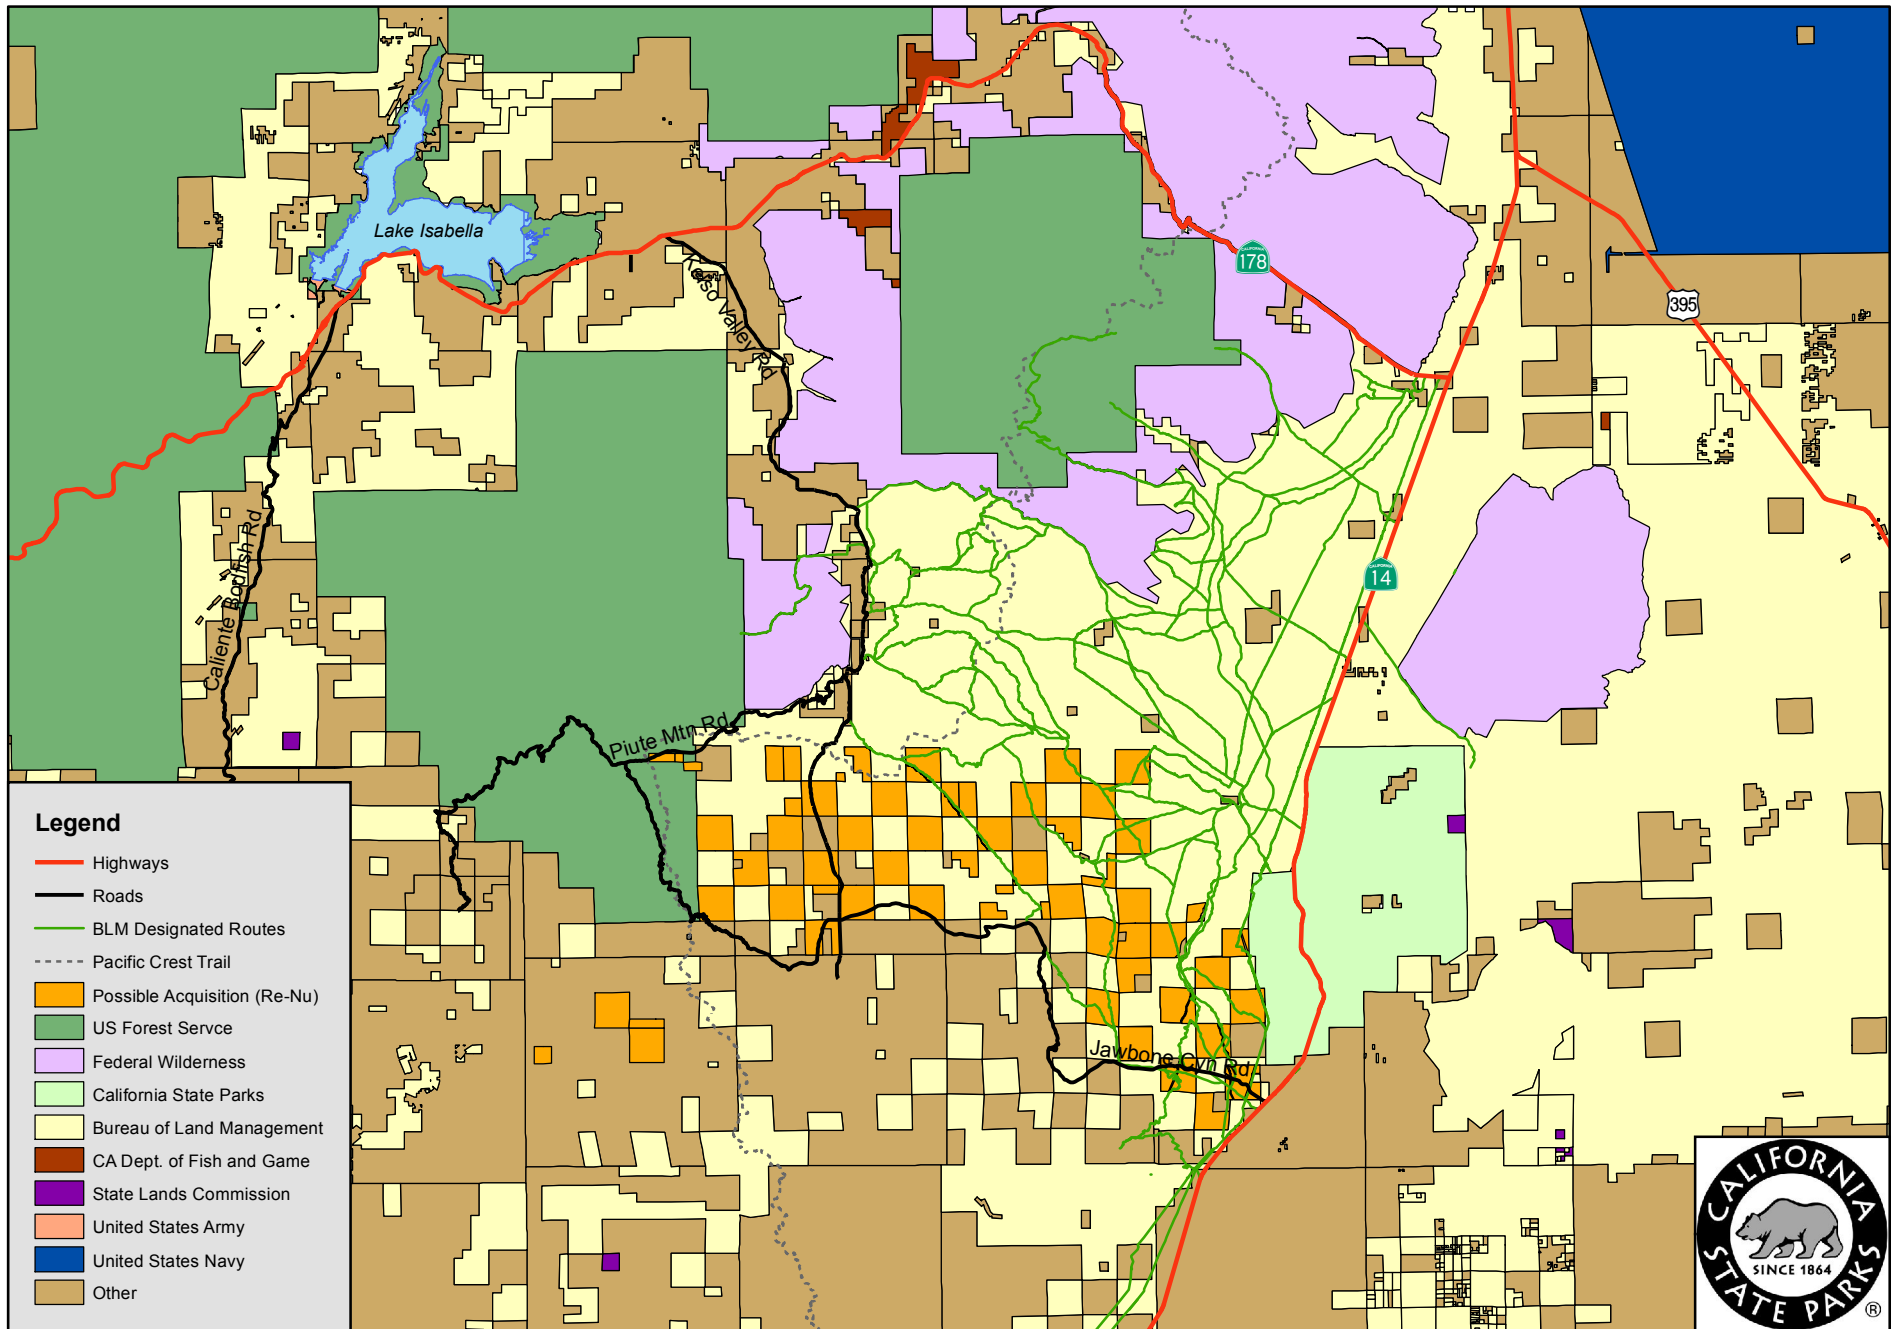 Lake Isabella
Kelso Valley Rd
CALIFORNIA
178
395
CALIFORNIA
14
Caliente Bodfish Rd
Piute Mtn Rd
Jawbone Cyn Rd
Legend
Highways
Roads
BLM Designated Routes
Pacific Crest Trail
Possible Acquisition (Re-Nu)
US Forest Servce
Federal Wilderness
California State Parks
Bureau of Land Management
CA Dept. of Fish and Game
State Lands Commission
United States Army
United States Navy
Other
CALIFORNIA
SINCE 1864
STATE PARKS
®